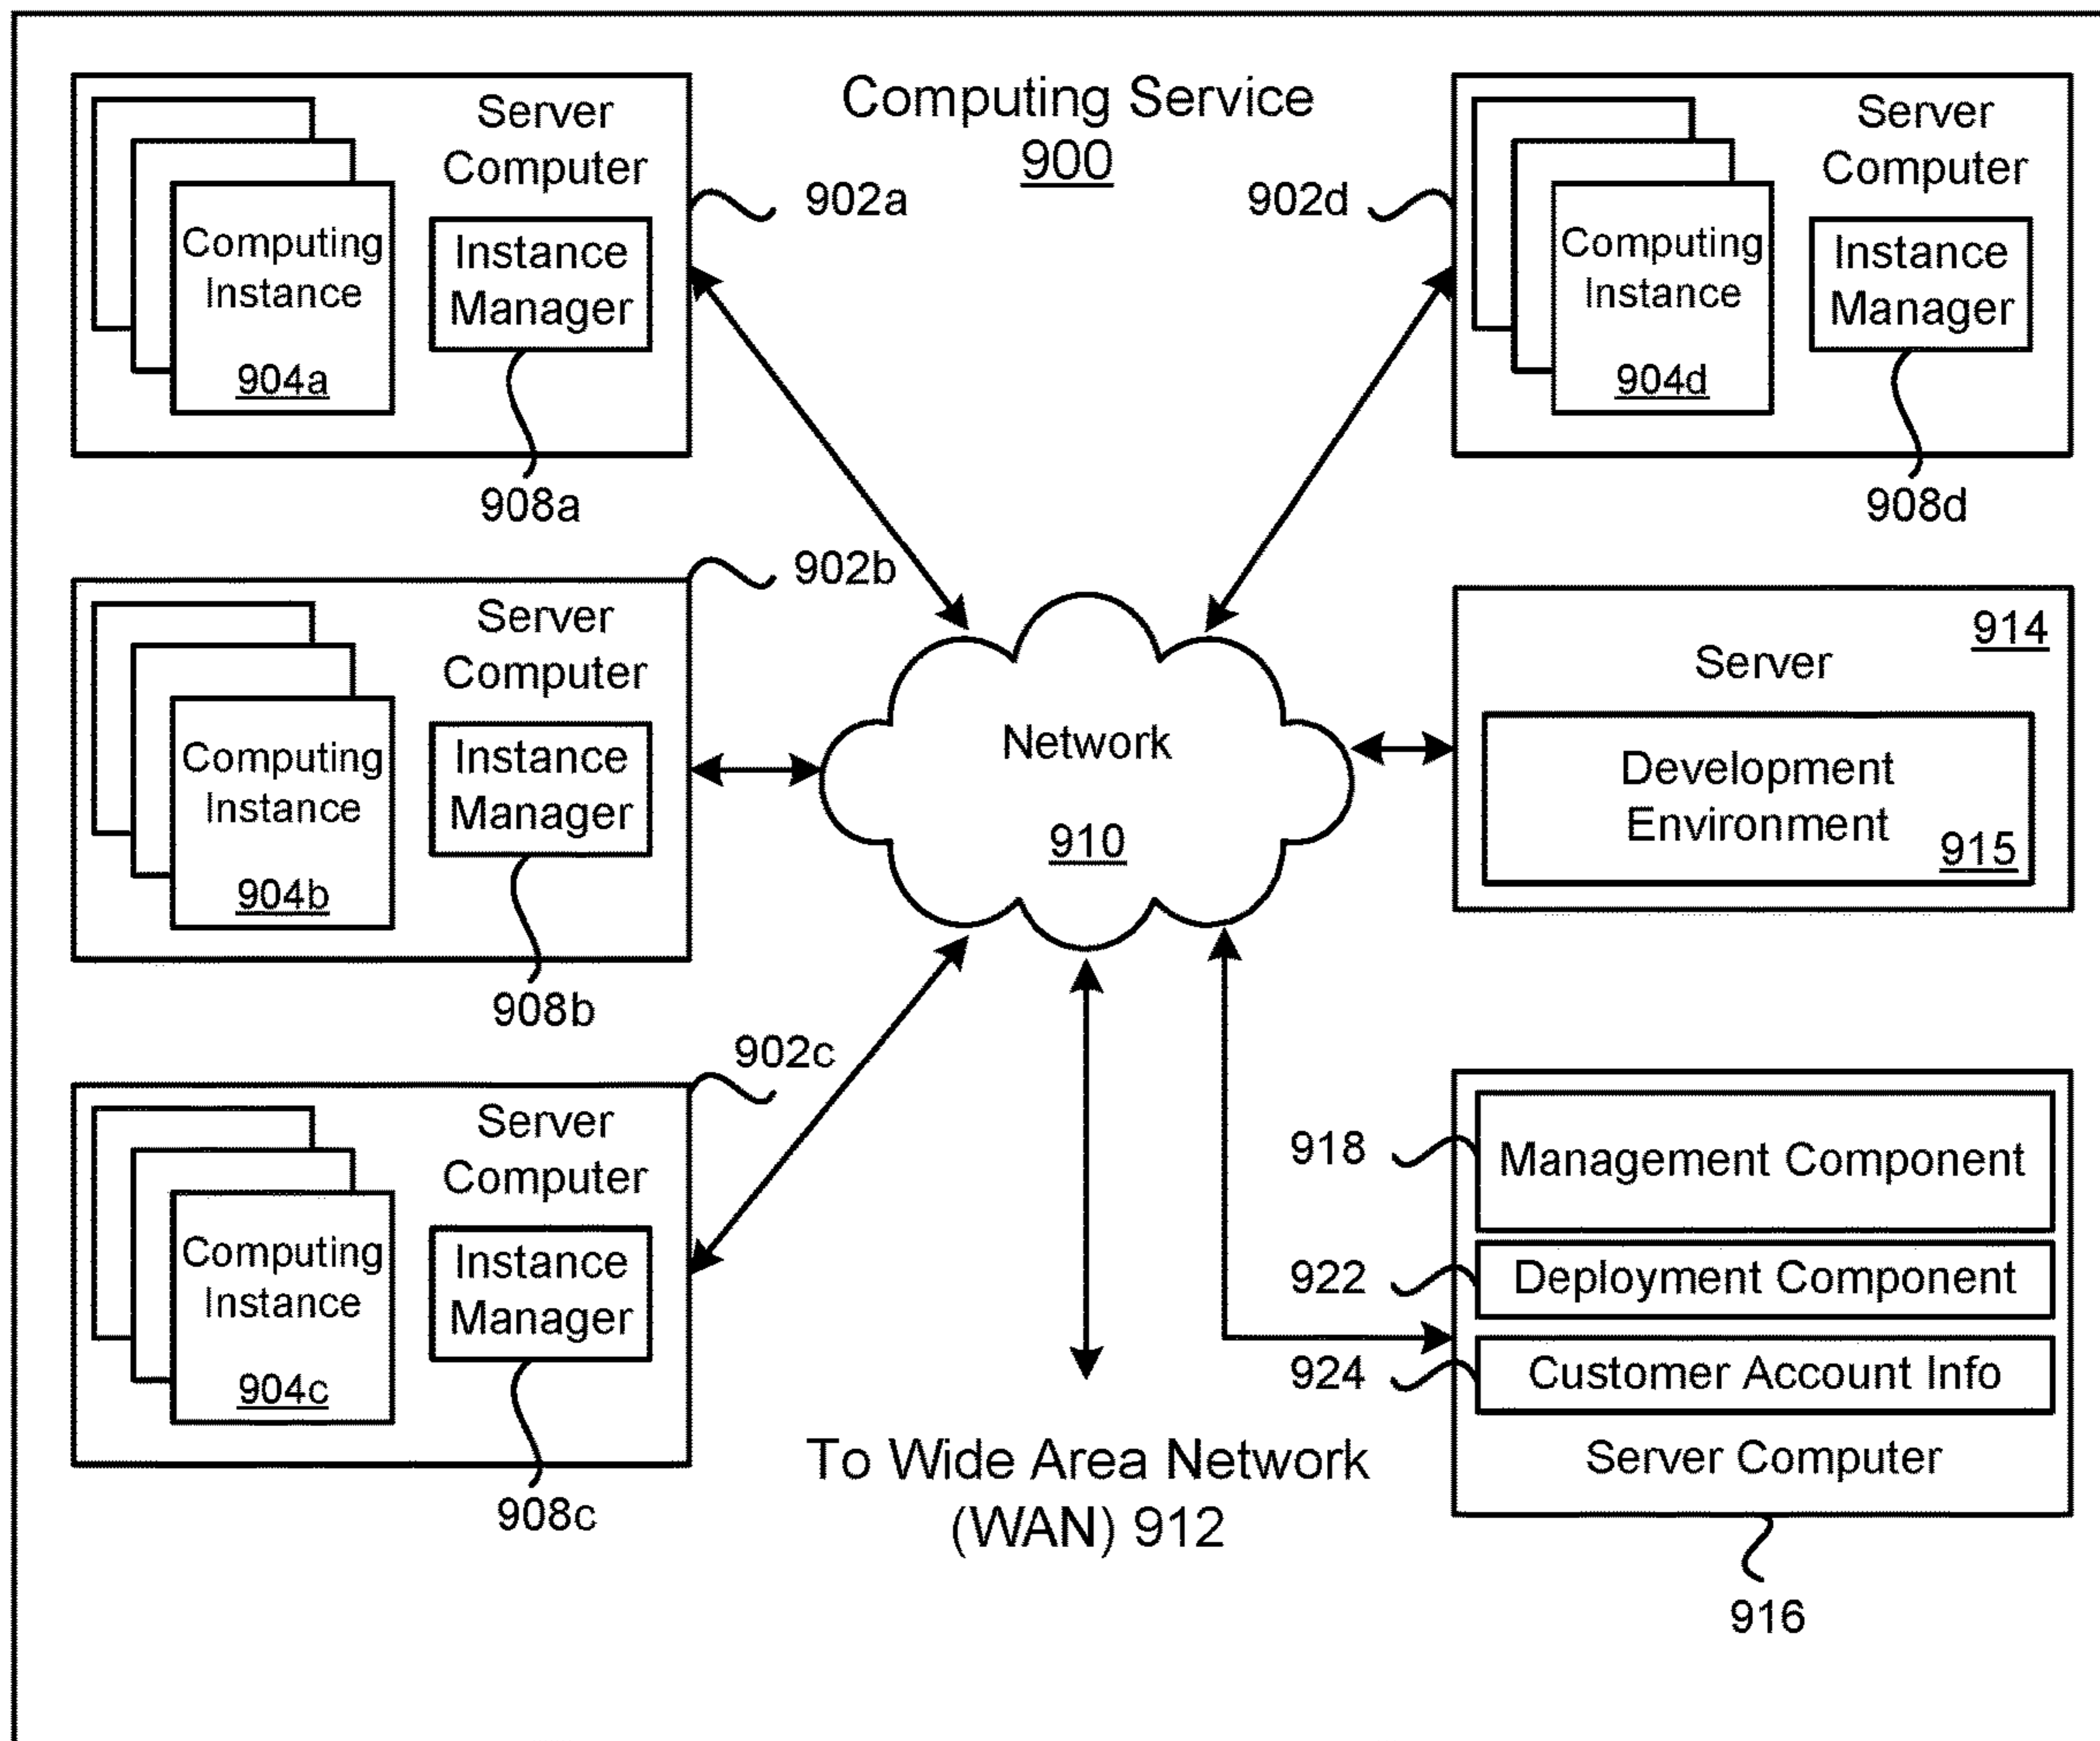 Computing Service
900
Server
Computer
902a
Computing
Instance
904a
Instance
Manager
908a
902d
Server
Computer
Computing
Instance
904d
Instance
Manager
908d
902b
Server
Computer
Computing
Instance
904b
Instance
Manager
908b
Network
910
914
Server
Development
Environment
915
902c
Server
Computer
Computing
Instance
904c
Instance
Manager
908c
To Wide Area Network
(WAN) 912
918
Management Component
922
Deployment Component
924
Customer Account Info
Server Computer
916